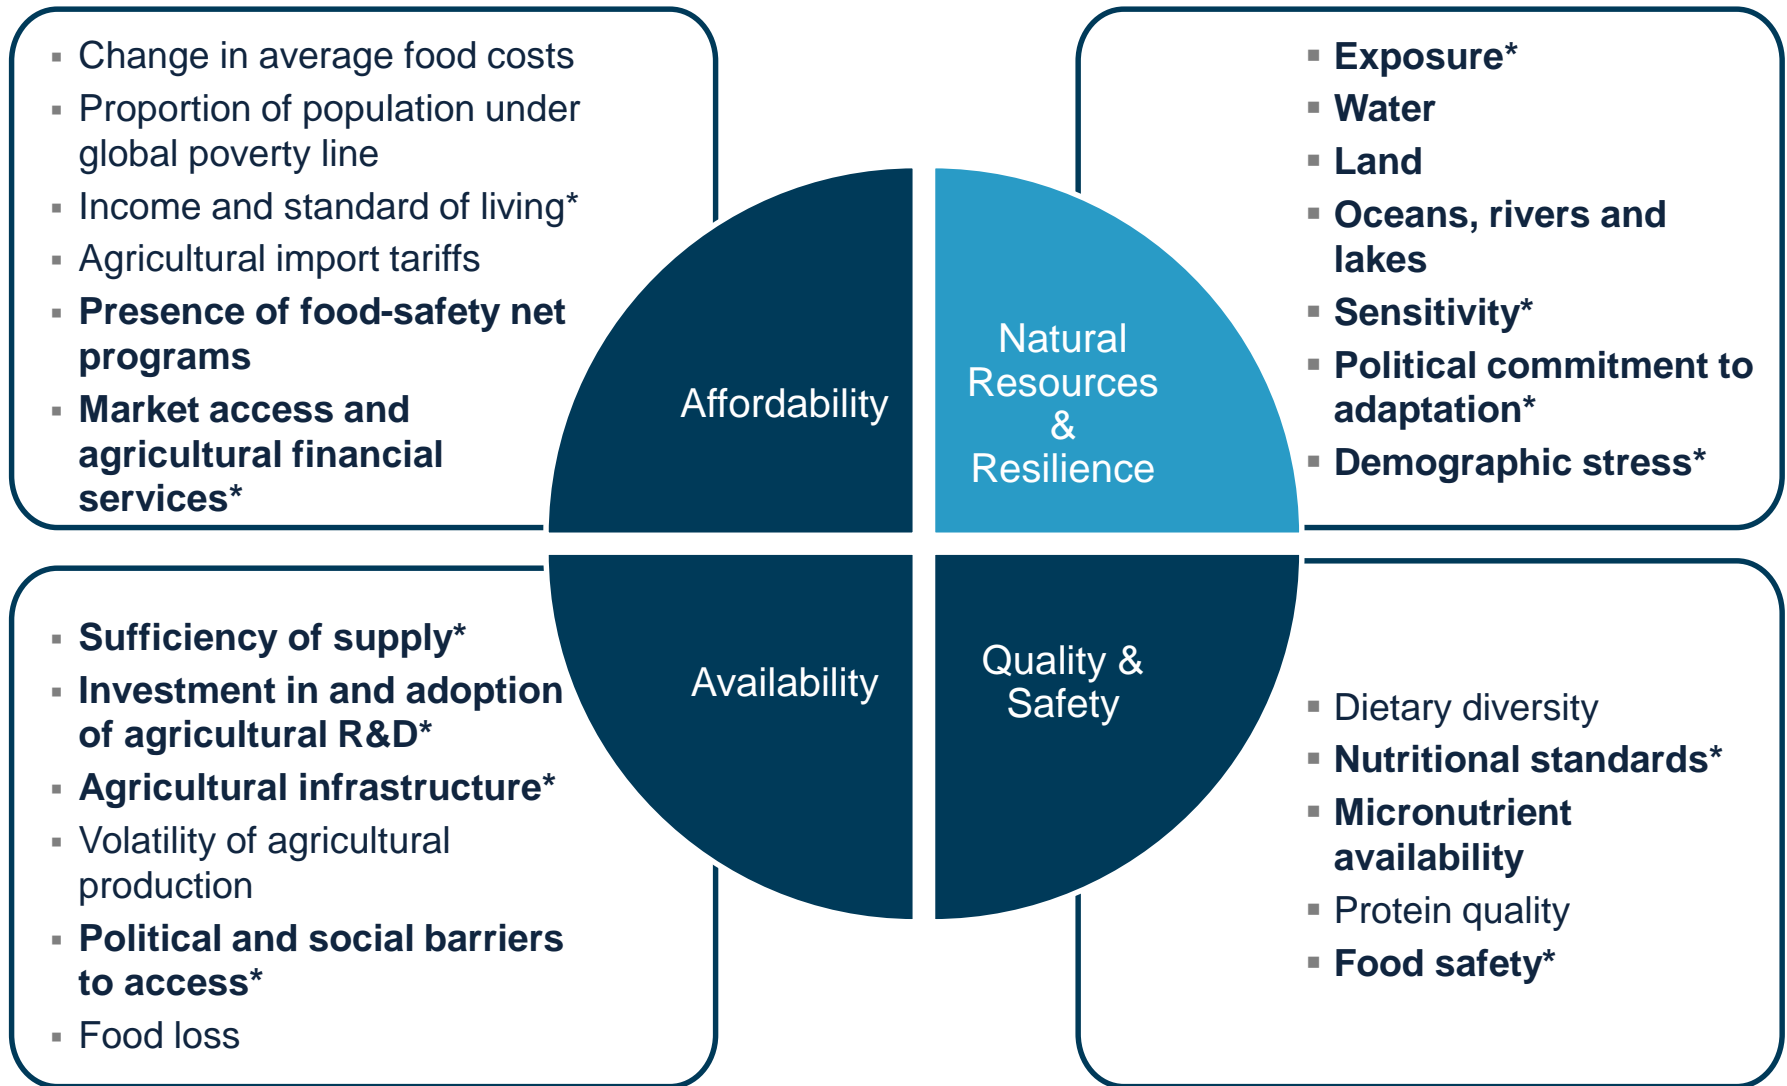 Change in average food costs
Proportion of population under
global poverty line
Income and standard of living*
Agricultural import tariffs
Presence of food-safety net
programs
Market access and
agricultural financial
services*
Affordability
Natural
Resources
&
Resilience
Exposure*
Water
Land
Oceans, rivers and
lakes
Sensitivity*
Political commitment to
adaptation*
Demographic stress*
Sufficiency of supply*
Investment in and adoption
of agricultural R&D*
Agricultural infrastructure*
Volatility of agricultural
production
Political and social barriers
to access*
Food loss
Availability
Quality &
Safety
Dietary diversity
Nutritional standards*
Micronutrient
availability
Protein quality
Food safety*